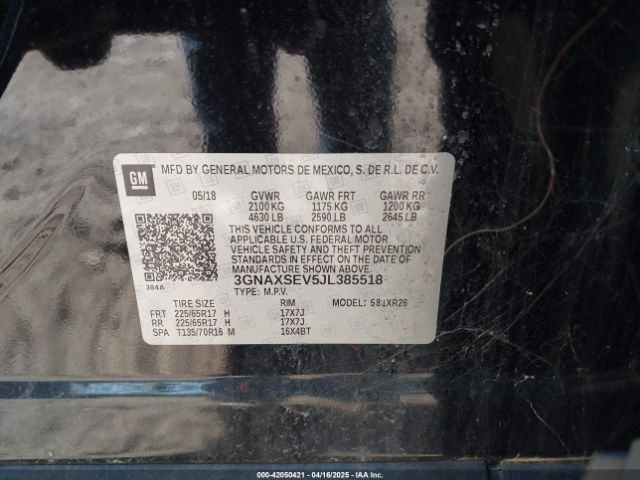 GM
MFD BY GENERAL MOTORS DE MEXICO, S. DE R.L. DE C.V.
05/18 GVWR GAWR FRT GAWR RR
2100 KG 1175 KG 1200 KG
4630 LB 2590 LB 2645 LB
THIS VEHICLE CONFORMS TO ALL
APPLICABLE U.S. FEDERAL MOTOR
VEHICLE SAFETY AND THEFT PREVENTION
STANDARDS IN EFFECT ON THE DATE OF
MANUFACTURE SHOWN ABOVE.
384A 3GNAXSEV5JL385518
TYPE: M.P.V.
TIRE SIZE RIM MODEL:
FRT 225/65R17 H 17X7J
RR 225/65R17 H 17X7J
SPA T135/70R16 M 16X4BT
000-42050421 - 04/16/2025 - IAAI.com